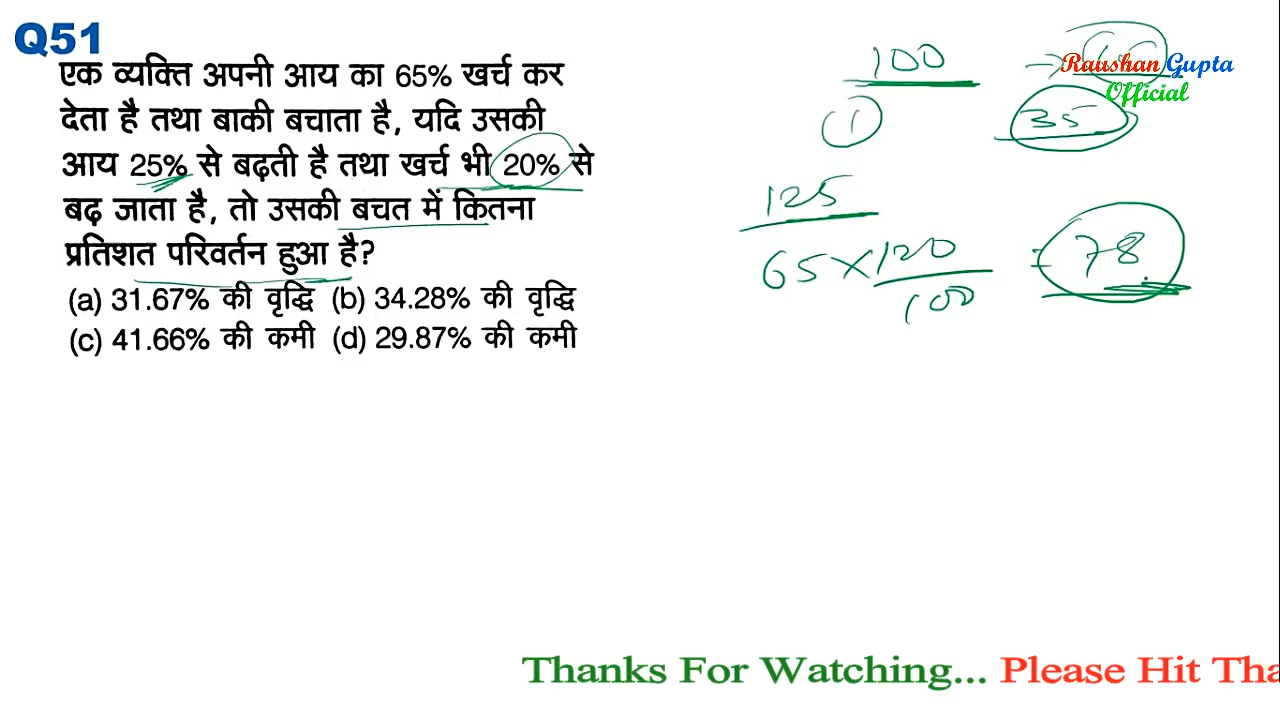 Q51
एक व्यक्ति अपनी आय का 65% खर्च कर
देता है तथा बाकी बचाता है, यदि उसकी
आय 25% से बढ़ती है तथा खर्च भी 20% से
बढ़ जाता है, तो उसकी बचत में कितना
प्रतिशत परिवर्तन हुआ है?
(a) 31.67% की वृद्धि (b) 34.28% की वृद्धि
(c) 41.66% की कमी (d) 29.87% की कमी
100 →
Raushan Gupta
Official
① 35
125
65 × 120/100 = 78
Thanks For Watching... Please Hit Tha